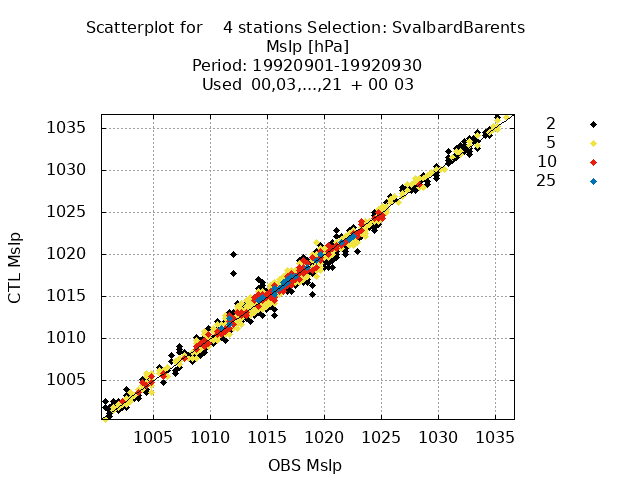 Scatterplot for    4 stations Selection: SvalbardBarents
Mslp [hPa]
Period: 19920901-19920930
Used  00,03,...,21  + 00 03
2
5
10
25
CTL Mslp
1035
1030
1025
1020
1015
1010
1005
1005 1010 1015 1020 1025 1030 1035
OBS Mslp